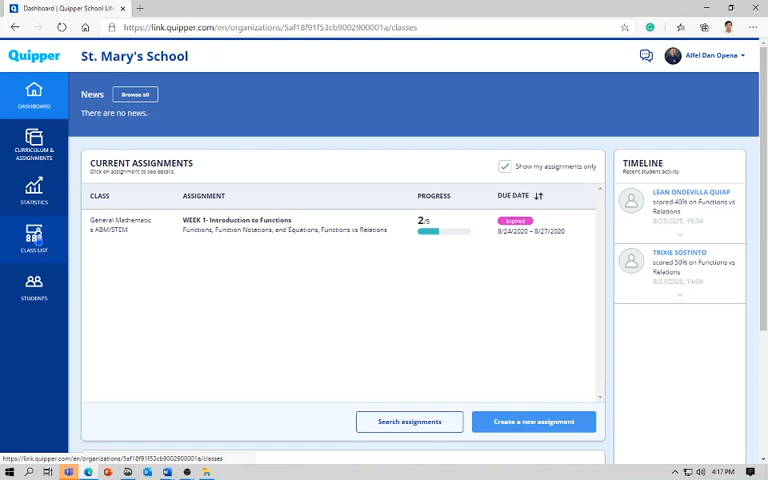 Dashboard | Quipper School LIN
https://link.quipper.com/en/organizations/5af18f91f53cb9002900001a/classes
Quipper
St. Mary's School
Alfel Dan Opena
DASHBOARD
CURRICULUM &
ASSIGNMENTS
STATISTICS
CLASS LIST
STUDENTS
News
Browse all
There are no news.
CURRENT ASSIGNMENTS
Click on assignment to see details.
Show my assignments only
CLASS
ASSIGNMENT
PROGRESS
DUE DATE
General Mathematic
s ABM/STEM
WEEK 1- Introduction to Functions
Functions, Function Notations, and Equations, Functions vs Relations
2/5
Expired
8/24/2020 – 8/27/2020
Search assignments
Create a new assignment
TIMELINE
Recent student activity
LEAN ONDEVILLA QUIAP
scored 40% on Functions vs
Relations
8/27/2020, 15:34
TRIXIE SOSTINTO
scored 50% on Functions vs
Relations
8/27/2020, 14:09
https://link.quipper.com/en/organizations/5af18f91f53cb9002900001a/classes
4:17 PM